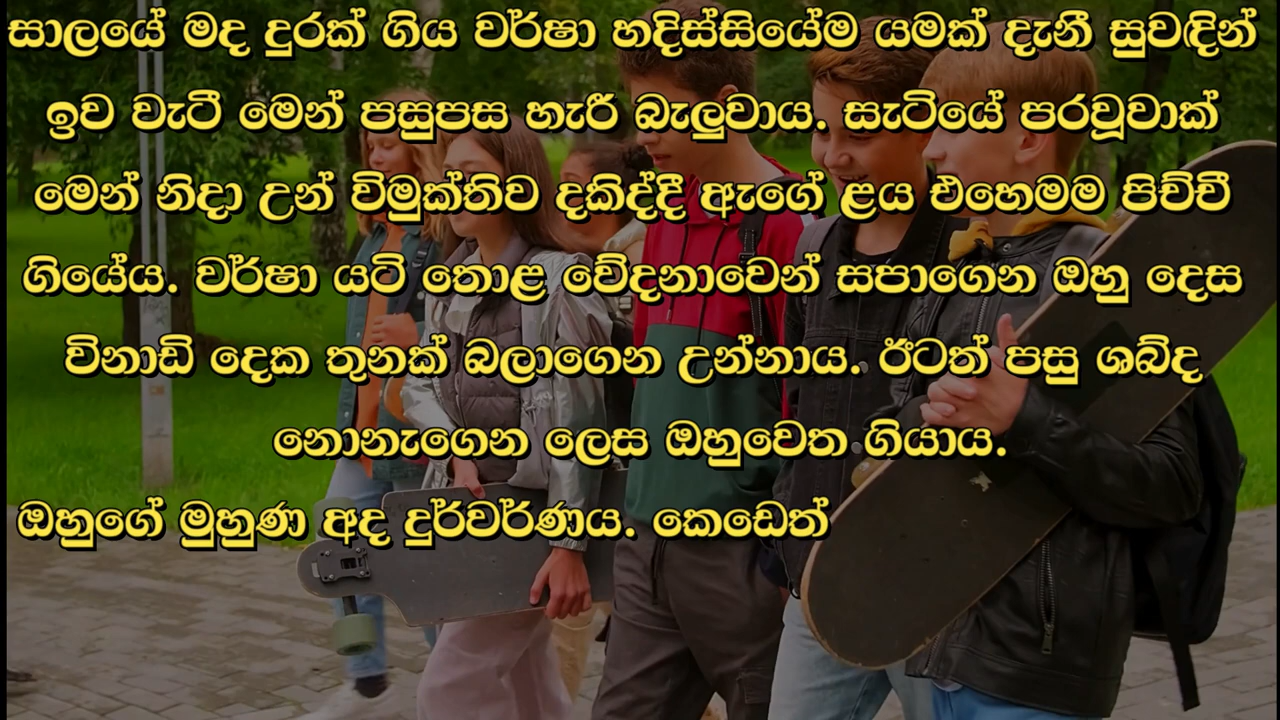 සාලයේ මද දුරක් ගිය වර්ෂා හදිස්සියේම යමක් දැනී සුවඳින්
ඉව වැටී මෙන් පසුපස හැරී බැලුවාය. සැටියේ පරවූවාක්
මෙන් නිදා උන් විමුක්තිව දකිද්දී ඇගේ ළය එහෙමම පිච්චී
ගියේය. වර්ෂා යටි තොළ වේදනාවෙන් සපාගෙන ඔහු දෙස
විනාඩි දෙක තුනක් බලාගෙන උන්නාය. ඊටත් පසු ශබ්ද
නොනැගෙන ලෙස ඔහුවෙත ගියාය.
ඔහුගේ මුහුණ අද දුර්වර්ණය. කෙඩෙත්